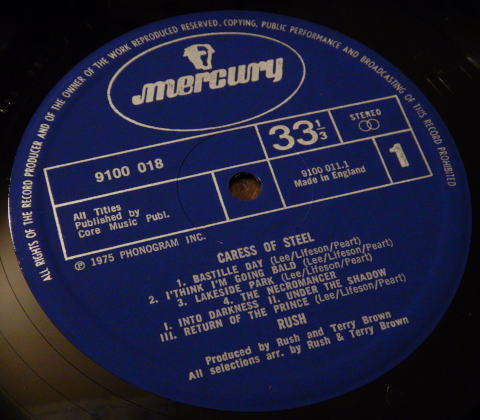 ALL RIGHTS OF THE RECORD PRODUCER AND OF THE OWNER OF THE WORK REPRODUCED RESERVED. COPYING, PUBLIC PERFORMANCE AND BROADCASTING OF THIS RECORD PROHIBITED
mercury
9100 018
33 1/3
STEREO
All Titles
Published by
Core Music Publ.
9100 011.1
Made in England
1
Ⓟ 1975 PHONOGRAM INC.
CARESS OF STEEL
1. BASTILLE DAY (Lee/Lifeson/Peart)
2. I'THINK I'M GOING BALD (Lee/Lifeson/Peart)
3. LAKESIDE PARK (Lee/Lifeson/Peart)
4. THE NECROMANCER
I. INTO DARKNESS II. UNDER THE SHADOW
III. RETURN OF THE PRINCE (Lee/Lifeson/Peart)
RUSH
Produced by Rush and Terry Brown
All selections arr. by Rush & Terry Brown